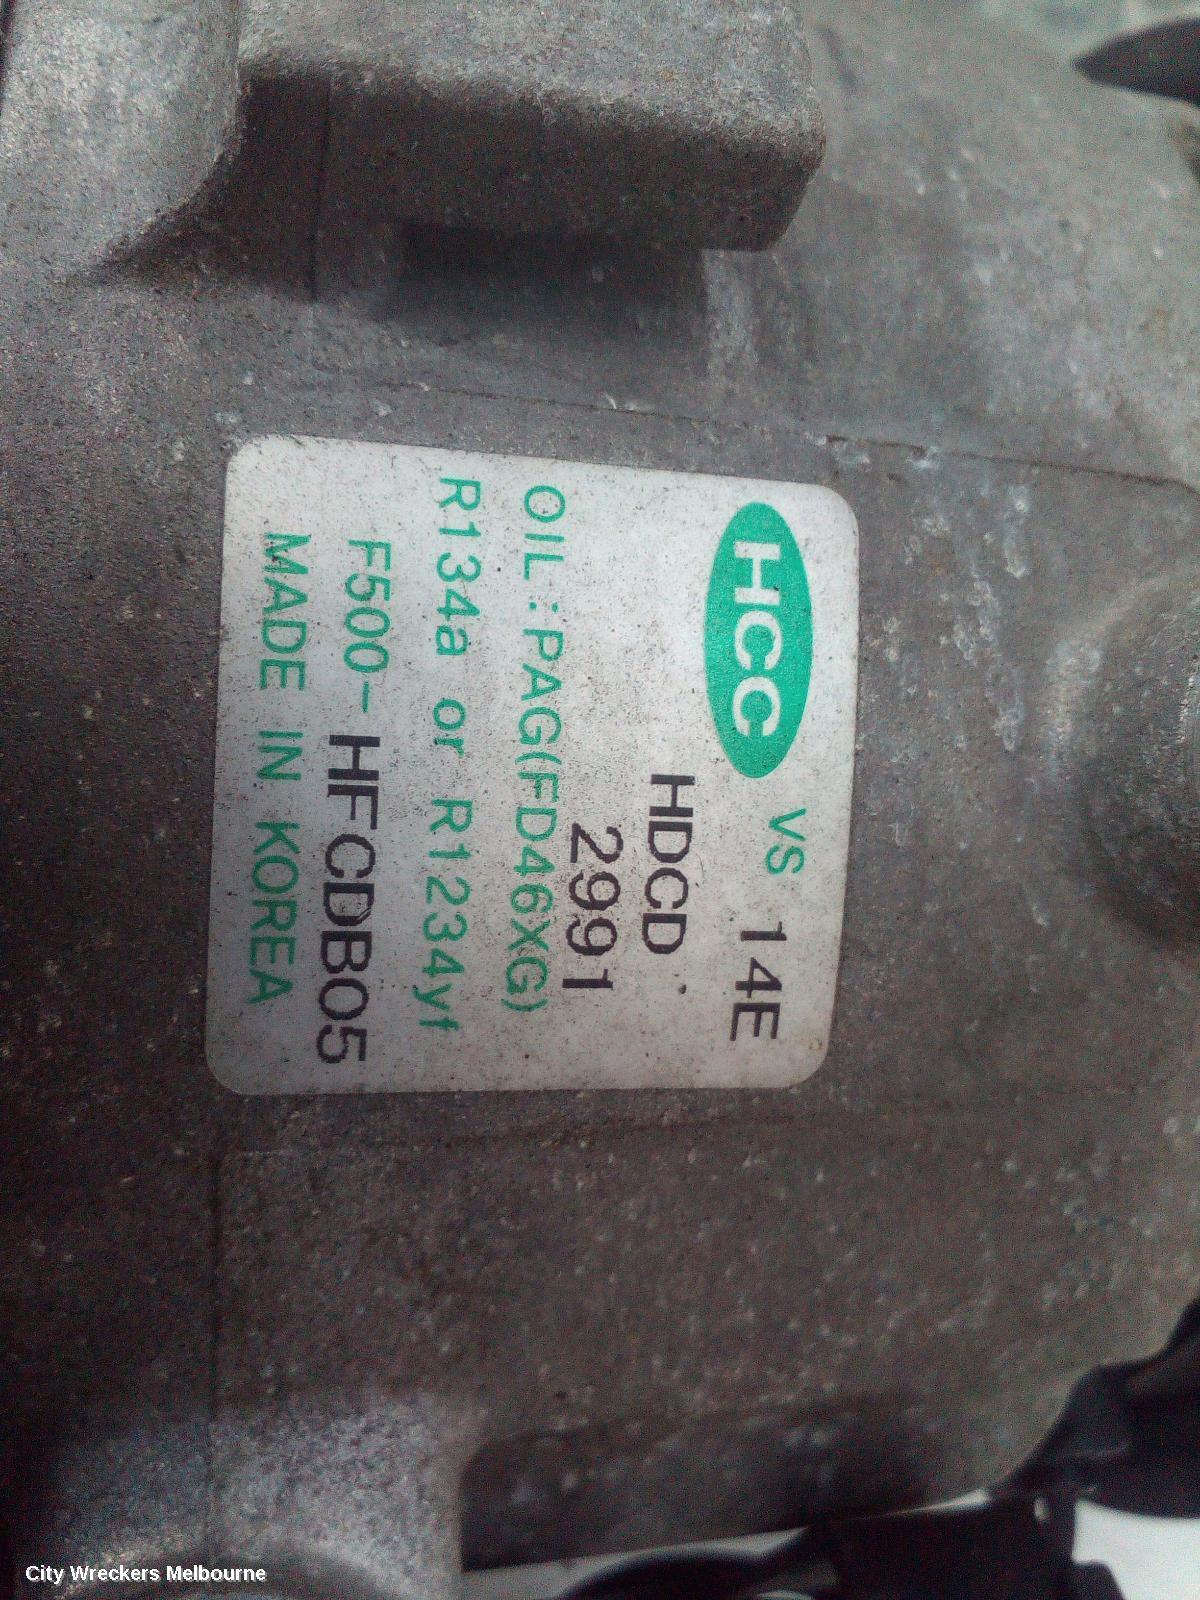 HCC VS 14E
HDCD
2991
OIL:PAG(FD46XG)
R134a or R1234yf
F500-HFCDB05
MADE IN KOREA
City Wreckers Melbourne